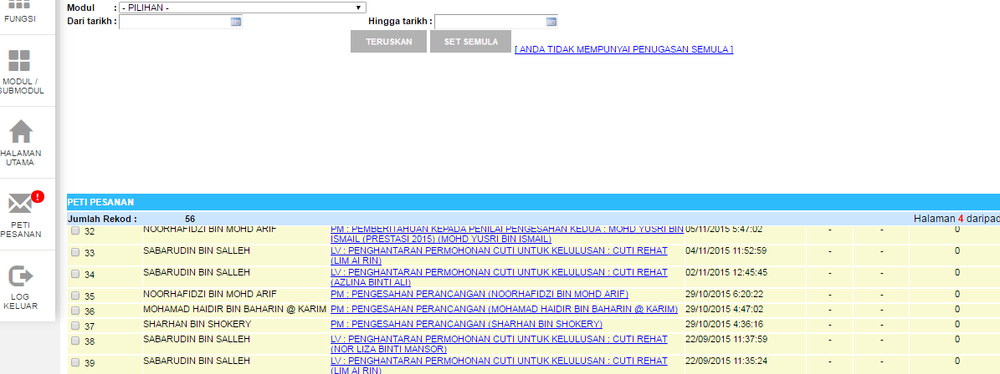 Modul : - PILIHAN -
FUNGSI
Dari tarikh : Hingga tarikh :
TERUSKAN SET SEMULA [ ANDA TIDAK MEMPUNYAI PENUGASAN SEMULA ]
MODUL /
SUBMODUL
HALAMAN
UTAMA
PETI
PESANAN
LOG
KELUAR
PETI PESANAN
Jumlah Rekod : 56 Halaman 4 daripad
32 NOORHAFIDZI BIN MOHD ARIF PM : PEMBERITAHUAN KEPADA PENILAI PENGESAHAN KEDUA : MOHD YUSRI BIN 05/11/2015 5:47:02 - - 0
ISMAIL (PRESTASI 2015) (MOHD YUSRI BIN ISMAIL)
33 SABARUDIN BIN SALLEH LV : PENGHANTARAN PERMOHONAN CUTI UNTUK KELULUSAN : CUTI REHAT 04/11/2015 11:52:59 - - 0
(LIM AI RIN)
34 SABARUDIN BIN SALLEH LV : PENGHANTARAN PERMOHONAN CUTI UNTUK KELULUSAN : CUTI REHAT 02/11/2015 12:45:45 - - 0
(AZLINA BINTI ALI)
35 NOORHAFIDZI BIN MOHD ARIF PM : PENGESAHAN PERANCANGAN (NOORHAFIDZI BIN MOHD ARIF) 29/10/2015 6:20:22 - - 0
36 MOHAMAD HAIDIR BIN BAHARIN @ KARIM PM : PENGESAHAN PERANCANGAN (MOHAMAD HAIDIR BIN BAHARIN @ KARIM) 29/10/2015 4:47:02 - - 0
37 SHARHAN BIN SHOKERY PM : PENGESAHAN PERANCANGAN (SHARHAN BIN SHOKERY) 29/10/2015 4:36:16 - - 0
38 SABARUDIN BIN SALLEH LV : PENGHANTARAN PERMOHONAN CUTI UNTUK KELULUSAN : CUTI REHAT 22/09/2015 11:37:59 - - 0
(NOR LIZA BINTI MANSOR)
39 SABARUDIN BIN SALLEH LV : PENGHANTARAN PERMOHONAN CUTI UNTUK KELULUSAN : CUTI REHAT 22/09/2015 11:35:24 - - 0
(LIM AI RIN)